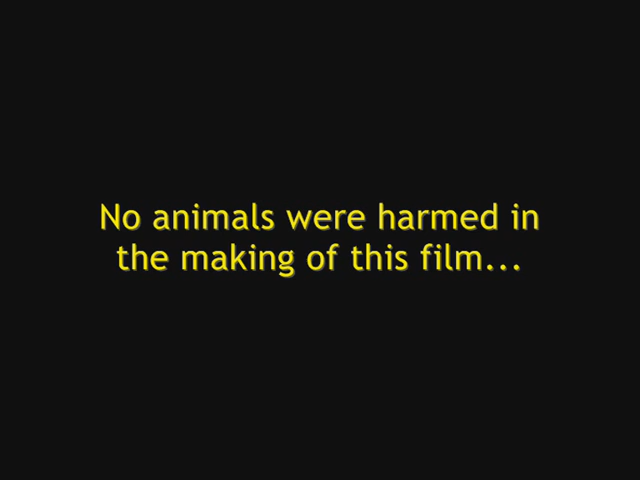 No animals were harmed in
the making of this film...